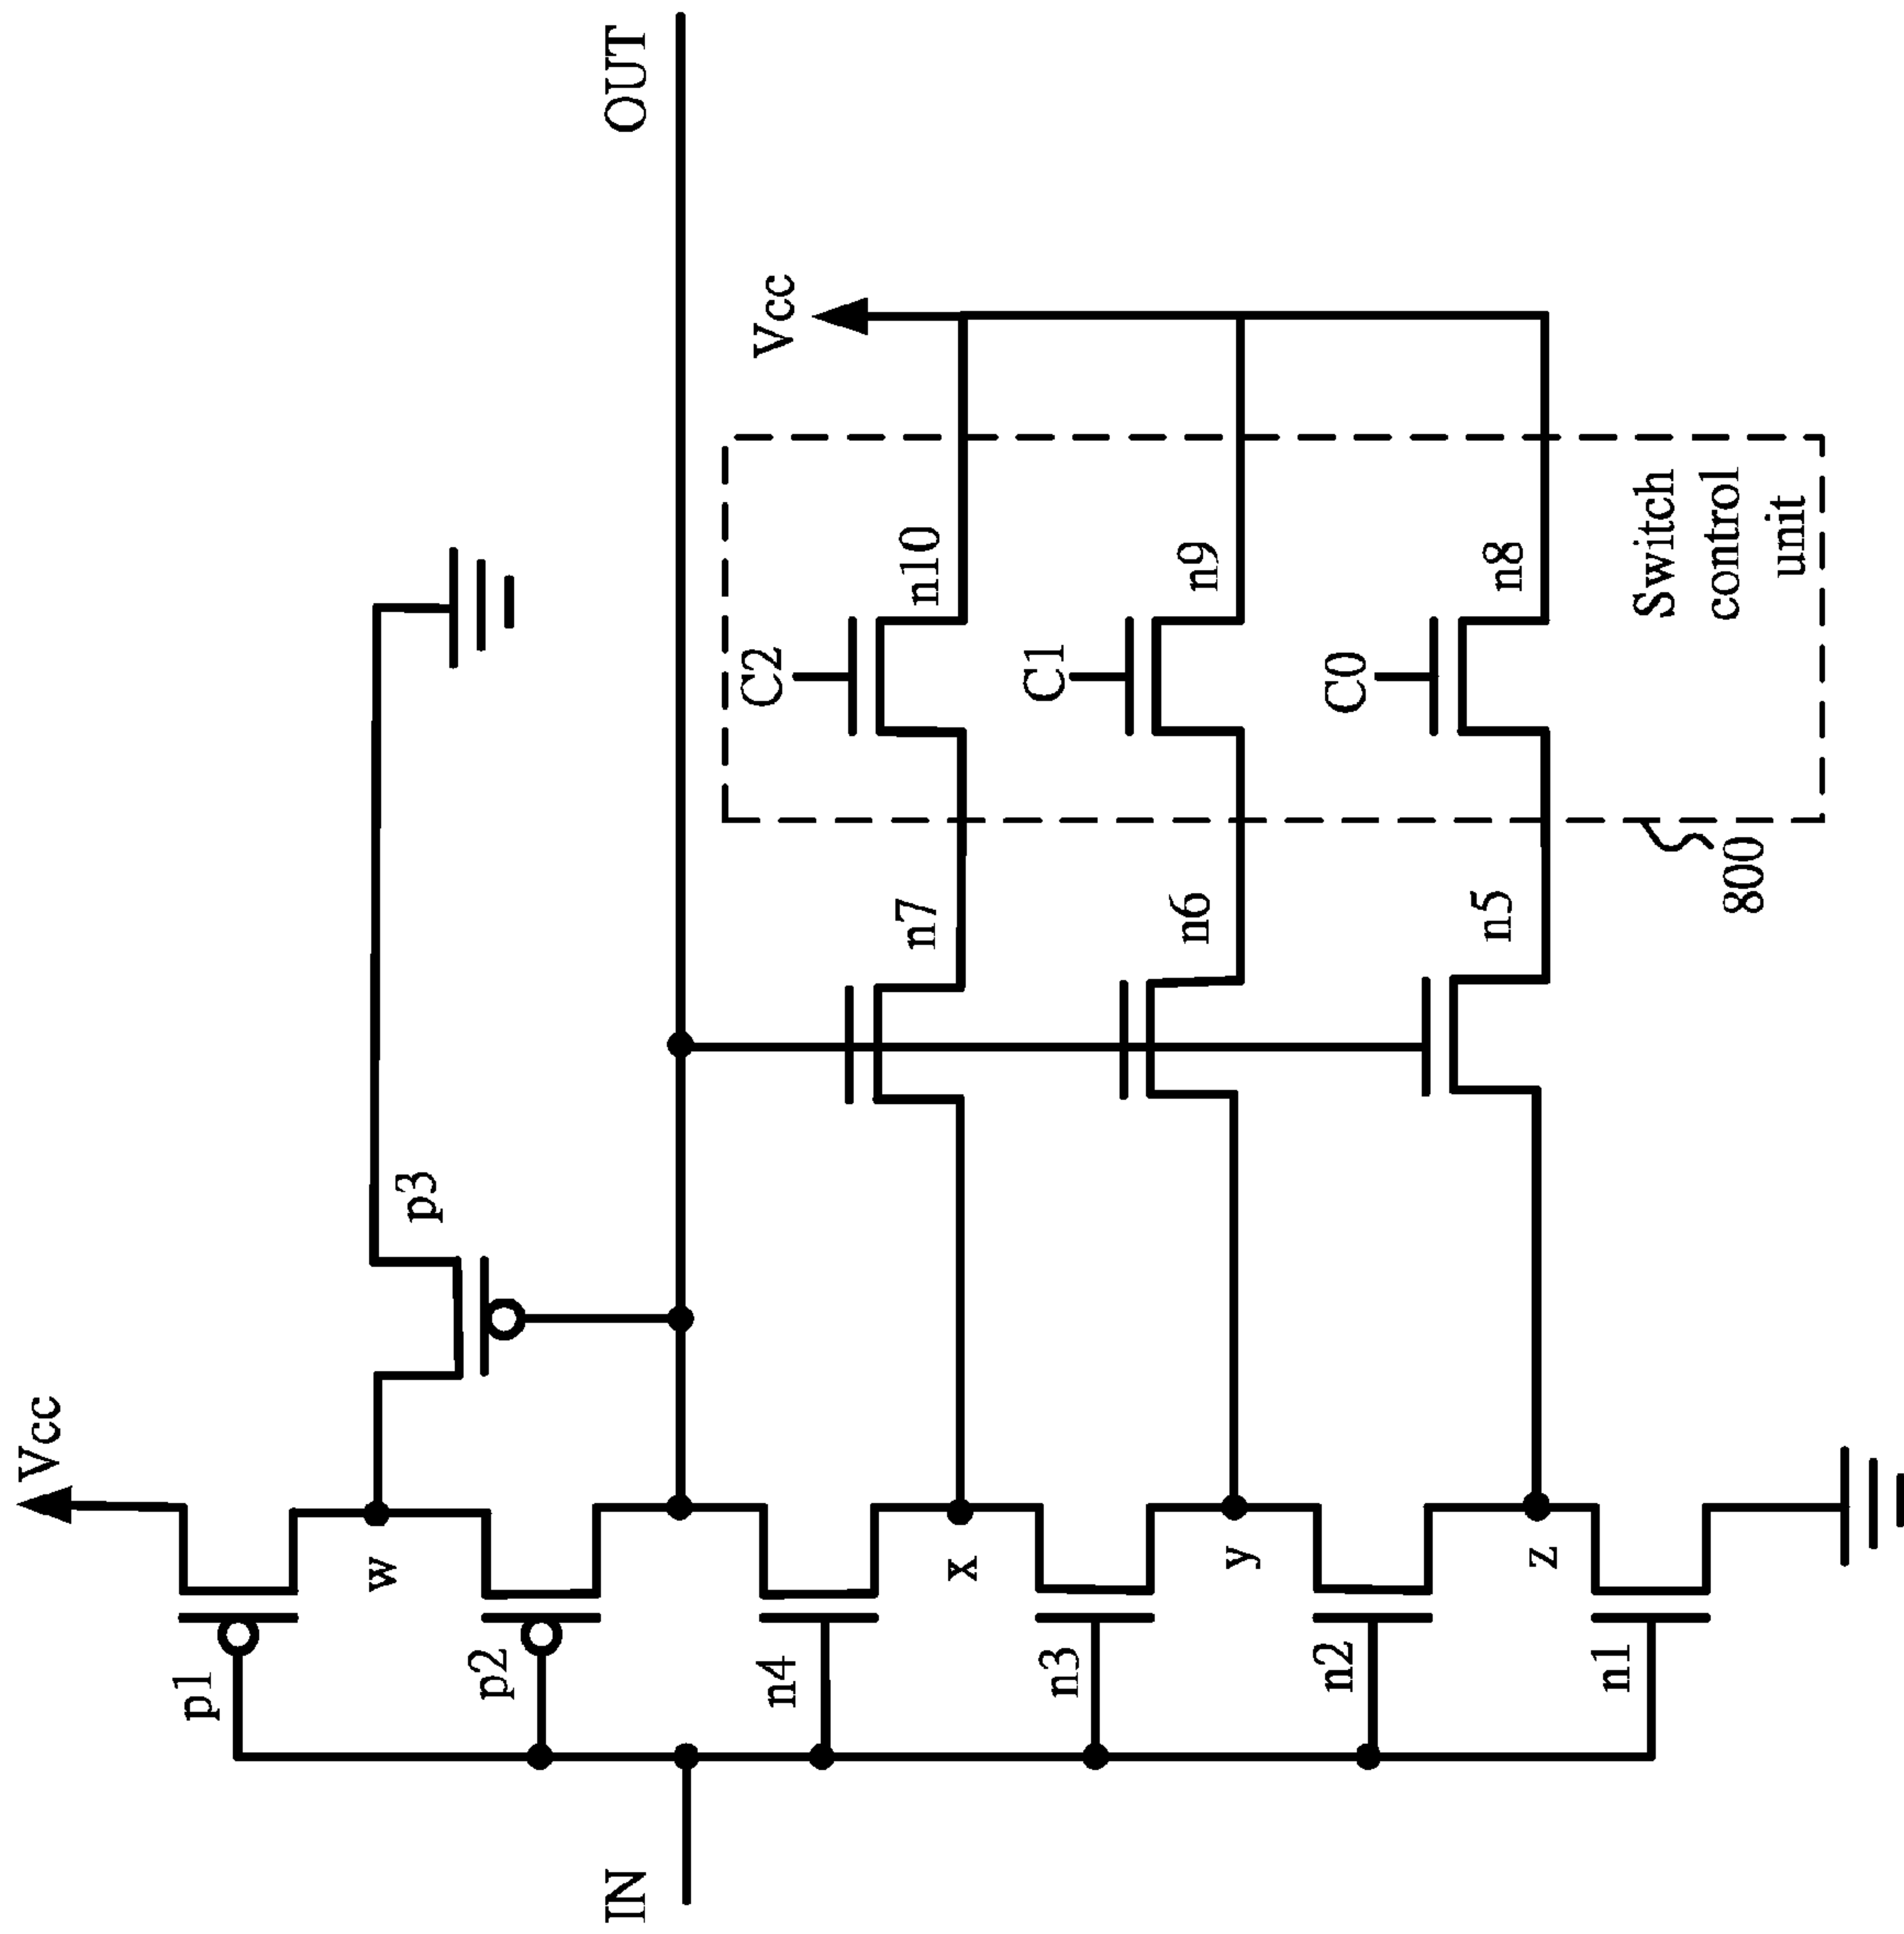 Vcc
p1
w
p3
p2
IN
OUT
n4
x
n7
C2
n10
Vcc
n3
y
n6
C1
n9
n2
z
n5
C0
n8
n1
Switch
control
unit
800